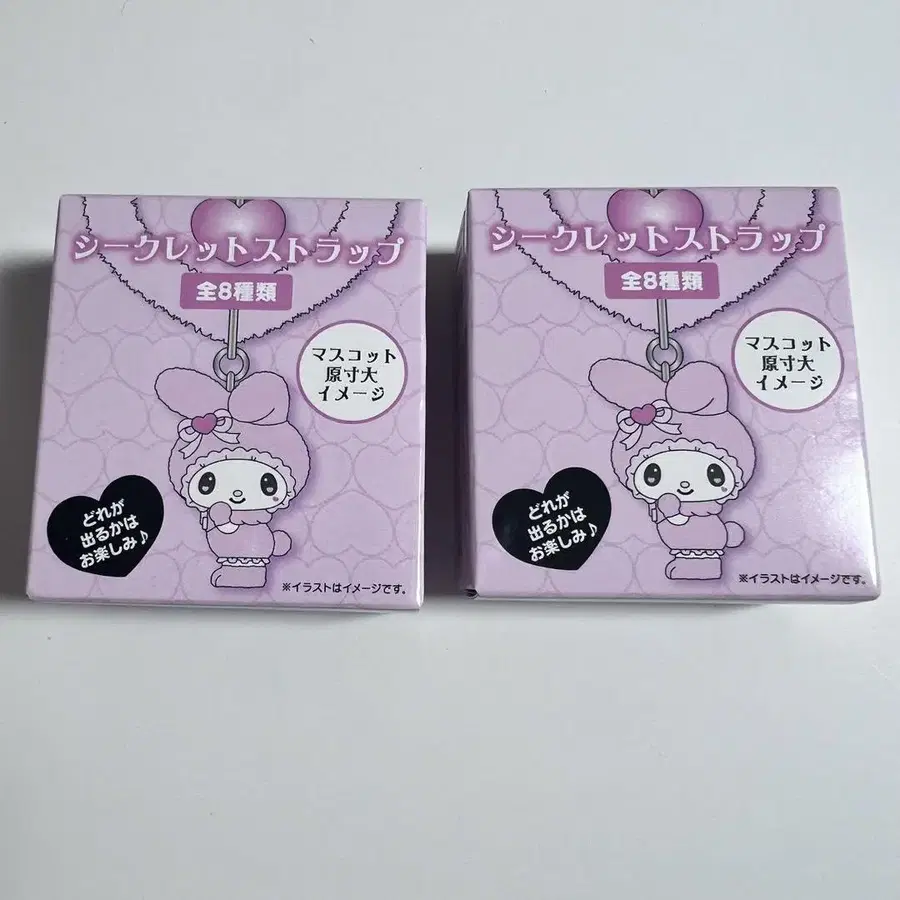 シークレットストラップ
全8種類
マスコット
原寸大
イメージ
どれが
出るかは
お楽しみ♪
※イラストはイメージです。
シークレットストラップ
全8種類
マスコット
原寸大
イメージ
どれが
出るかは
お楽しみ♪
※イラストはイメージです。